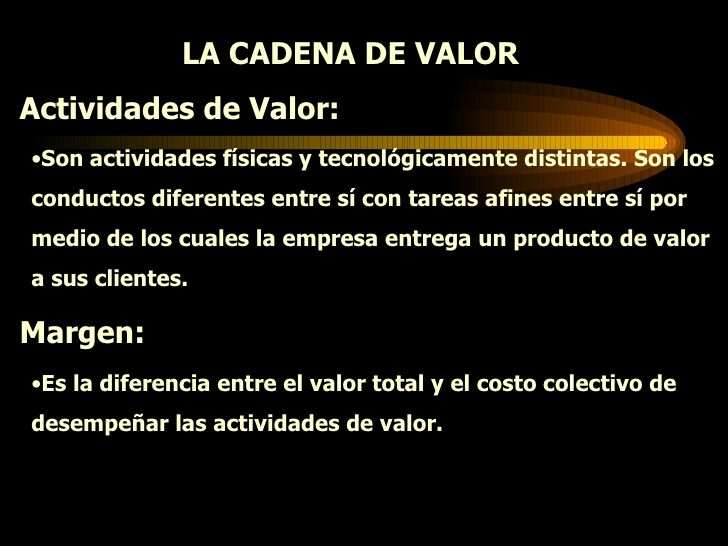 LA CADENA DE VALOR
Actividades de Valor:
•Son actividades físicas y tecnológicamente distintas. Son los
conductos diferentes entre sí con tareas afines entre sí por
medio de los cuales la empresa entrega un producto de valor
a sus clientes.
Margen:
•Es la diferencia entre el valor total y el costo colectivo de
desempeñar las actividades de valor.